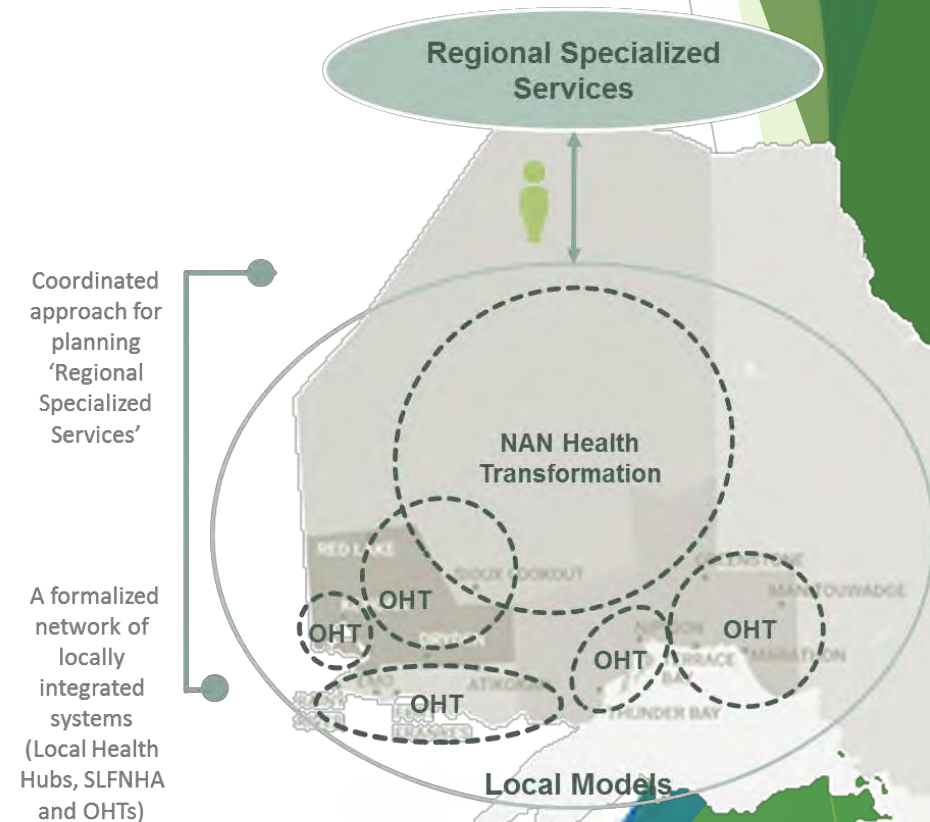 Regional Specialized
Services
Coordinated
approach for
planning
‘Regional
Specialized
Services’
NAN Health
Transformation
RED LAKE
SIOUX LOOKOUT
GREENSTONE
MANITOUWADGE
OHT
OHT
OHT
OHT
OHT
DRYDEN
TERRACE
BAY
MARATHON
ATIKOKAN
THUNDER BAY
A formalized
network of
locally
integrated
systems
(Local Health
Hubs, SLFNHA
and OHTs)
Local Models